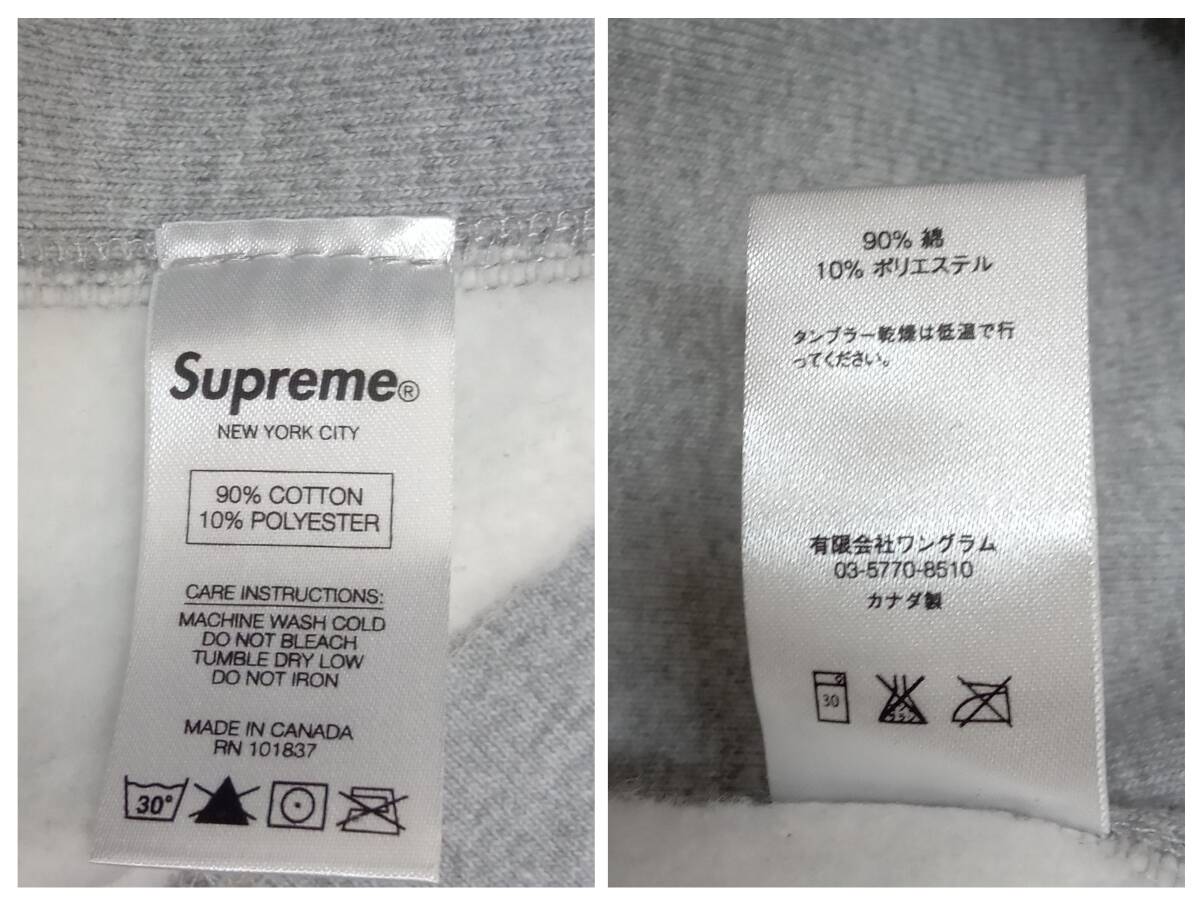 Supreme®
NEW YORK CITY
90% COTTON
10% POLYESTER
CARE INSTRUCTIONS:
MACHINE WASH COLD
DO NOT BLEACH
TUMBLE DRY LOW
DO NOT IRON
MADE IN CANADA
RN 101837
30°
90% 綿
10% ポリエステル
タンブラー乾燥は低温で行
ってください。
有限会社ワングラム
03-5770-8510
カナダ製
30